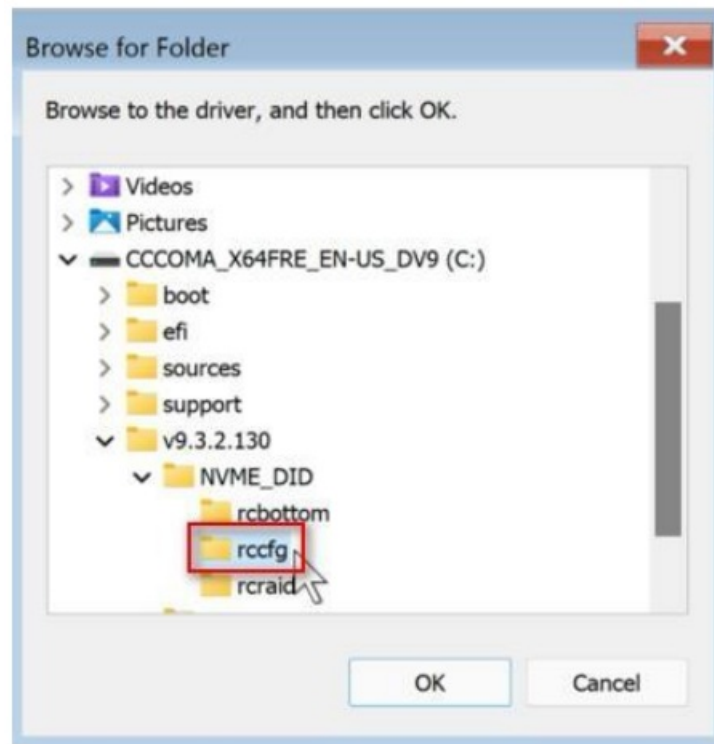 Browse for Folder
Browse to the driver, and then click OK.
Videos
Pictures
CCCOMA_X64FRE_EN-US_DV9 (C:)
boot
efi
sources
support
v9.3.2.130
NVME_DID
rcbottom
rccfg
rcraid
OK Cancel